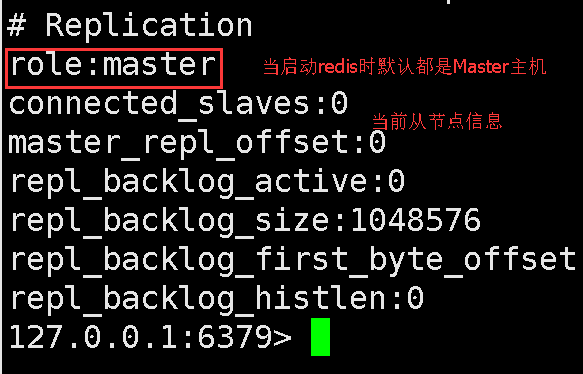 # Replication
role:master
当启动redis时默认都是Master主机
connected_slaves:0
当前从节点信息
master_repl_offset:0
repl_backlog_active:0
repl_backlog_size:1048576
repl_backlog_first_byte_offset
repl_backlog_histlen:0
127.0.0.1:6379>